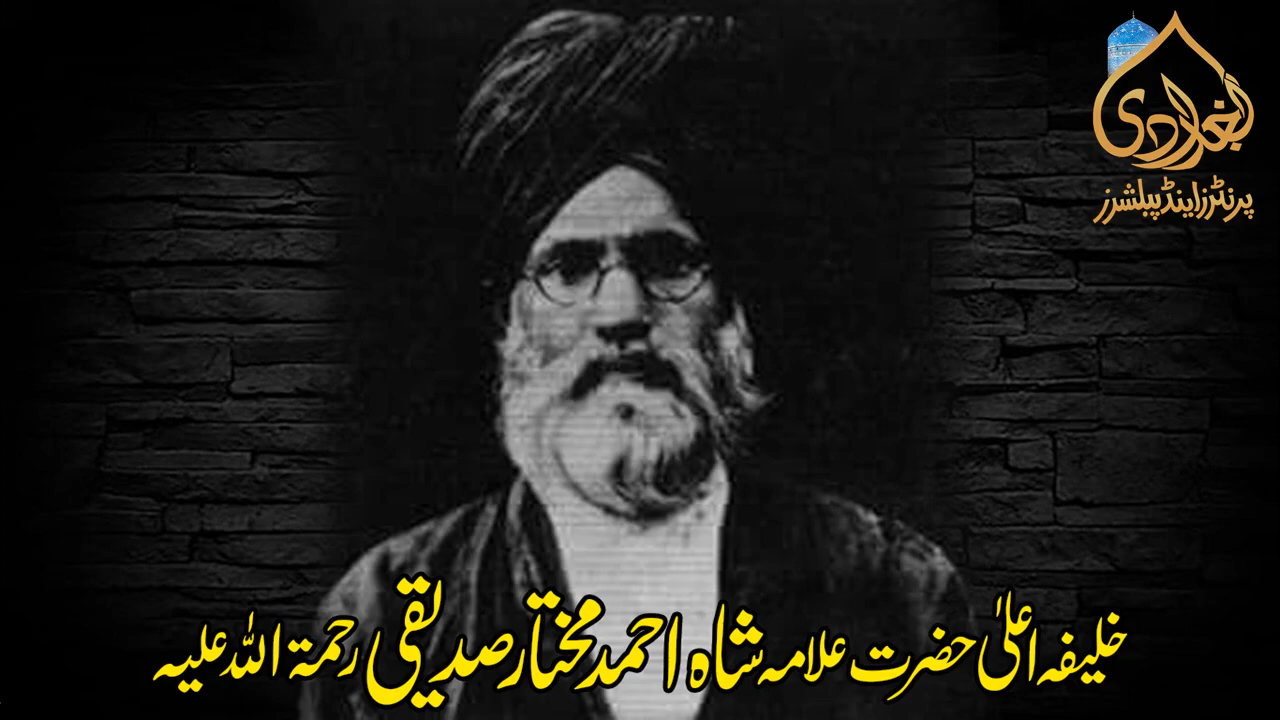 بغدادی
پرنٹرز اینڈ پبلشرز
خلیفہ اعلیٰ حضرت علامہ شاہ احمد مختار صدیقی رحمۃ اللہ علیہ